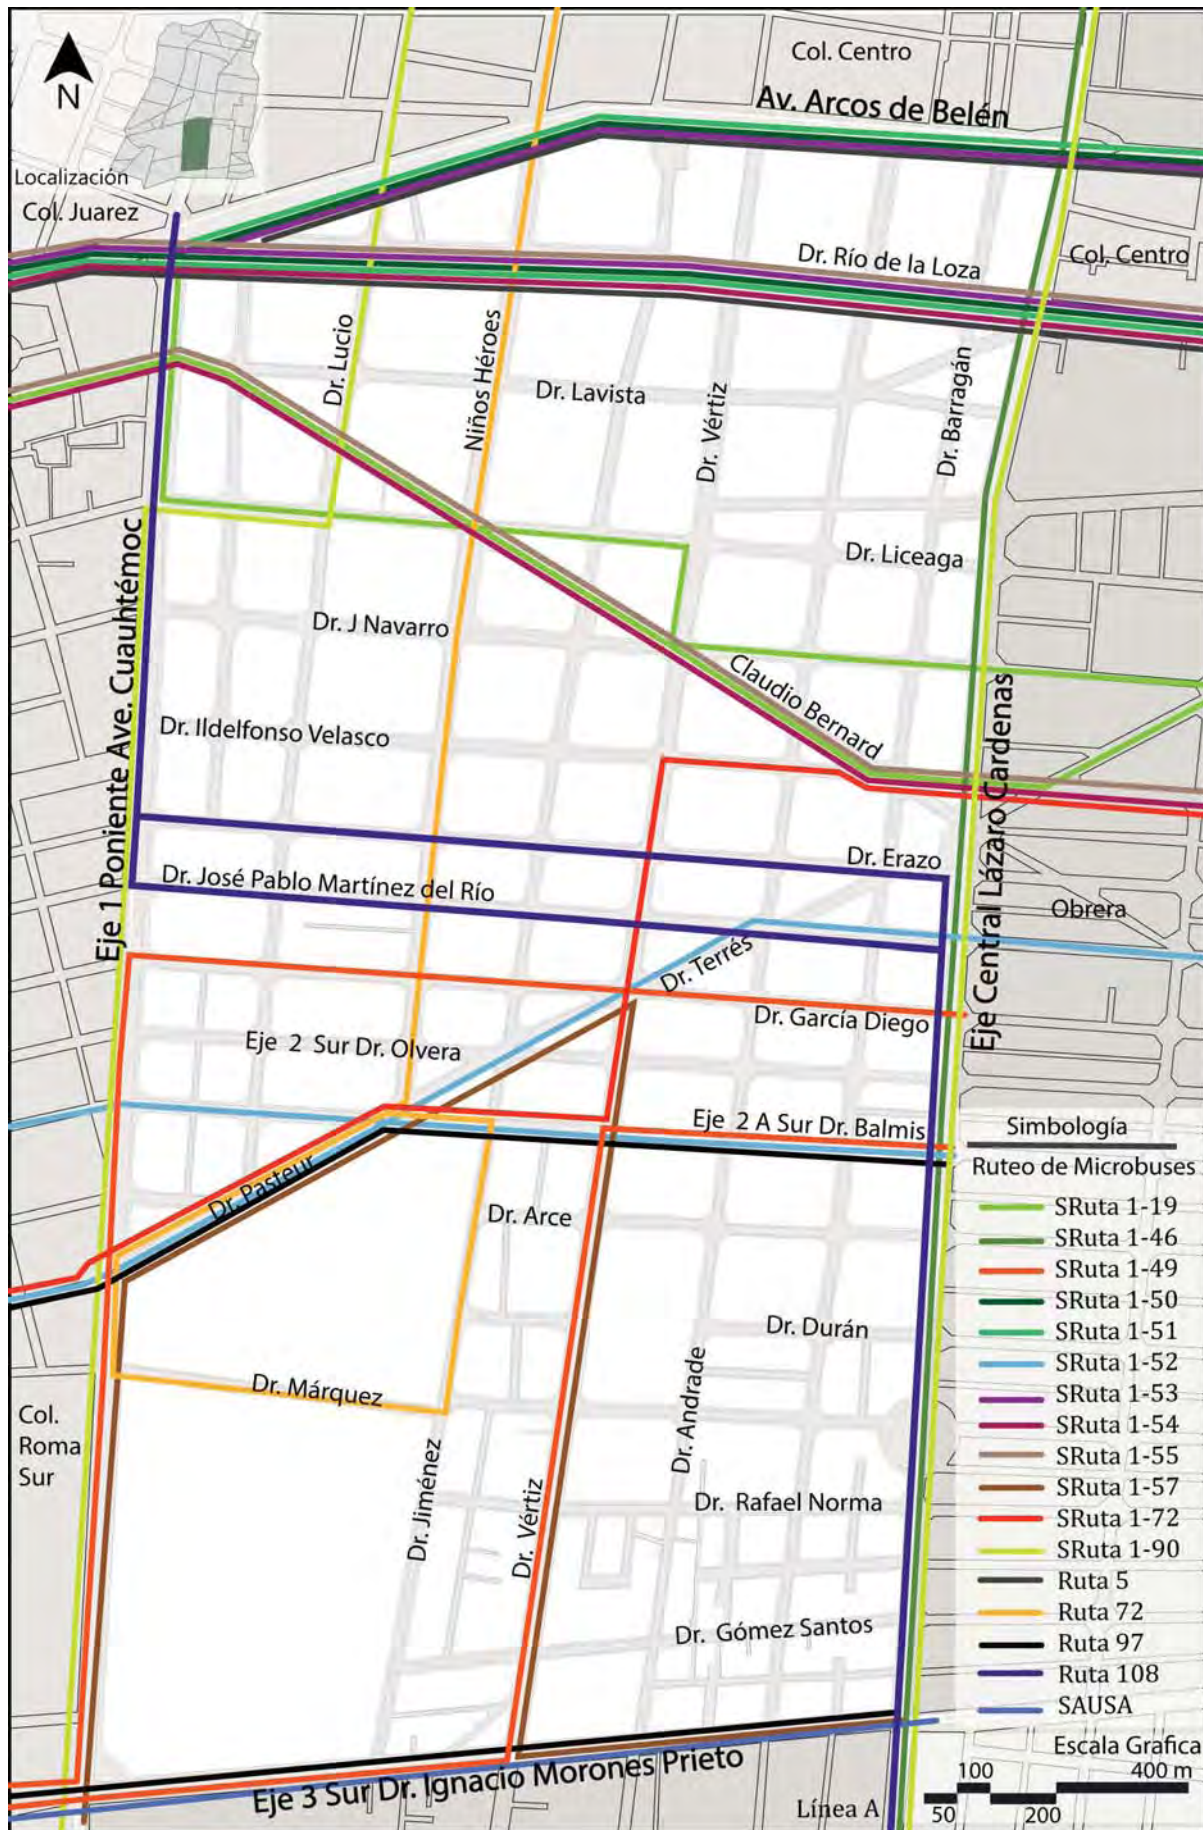 Col. Centro
Av. Arcos de Belén
N
Localización
Col. Juarez
Dr. Río de la Loza
Col. Centro
Dr. Lucio
Niños Héroes
Dr. Lavista
Dr. Vértiz
Dr. Barragán
Eje 1 Poniente Ave. Cuauhtémoc
Dr. Liceaga
Dr. J Navarro
Claudio Bernard
Dr. Ildelfonso Velasco
Eje Central Lázaro Cardenas
Dr. Erazo
Dr. José Pablo Martínez del Río
Obrera
Dr. Terrés
Dr. García Diego
Eje 2 Sur Dr. Olvera
Eje 2 A Sur Dr. Balmis
Dr. Pasteur
Dr. Arce
Dr. Durán
Dr. Márquez
Dr. Andrade
Col.
Roma
Sur
Dr. Jiménez
Dr. Vértiz
Dr. Rafael Norma
Dr. Gómez Santos
Eje 3 Sur Dr. Ignacio Morones Prieto
Línea A
Simbología
Ruteo de Microbuses
SRuta 1-19
SRuta 1-46
SRuta 1-49
SRuta 1-50
SRuta 1-51
SRuta 1-52
SRuta 1-53
SRuta 1-54
SRuta 1-55
SRuta 1-57
SRuta 1-72
SRuta 1-90
Ruta 5
Ruta 72
Ruta 97
Ruta 108
SAUSA
Escala Grafica
100 400 m
50 200